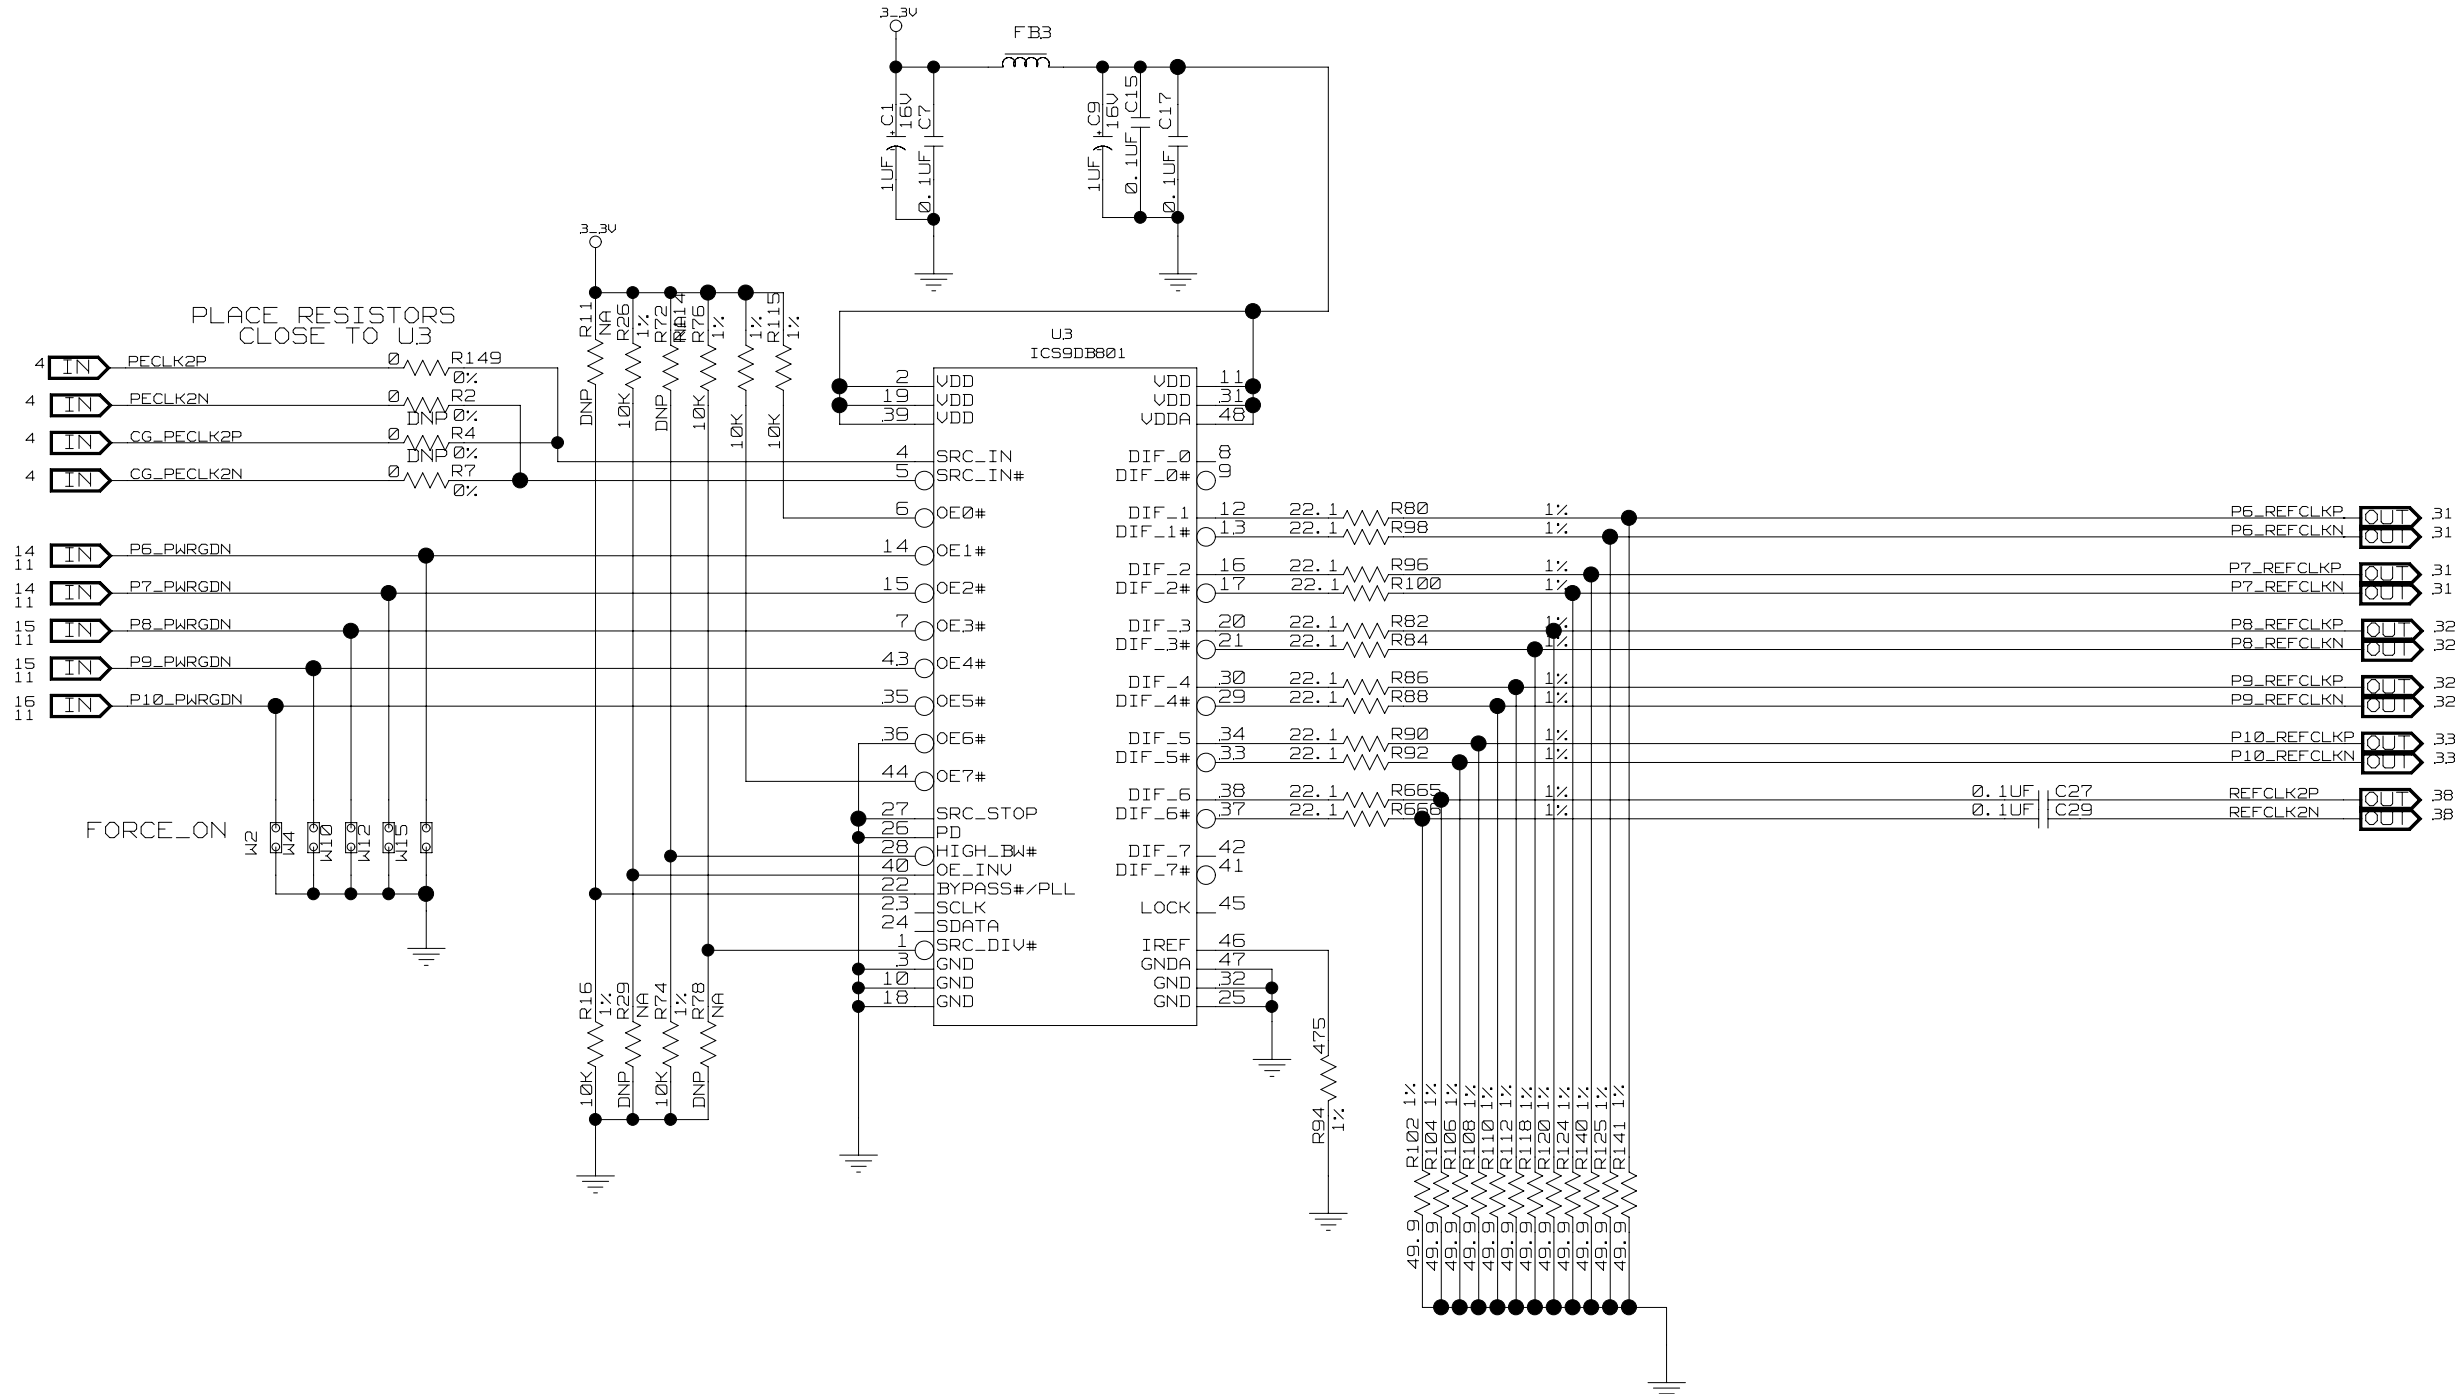 3_3V
FB3
C1
16V
1UF
C7
0.1UF
C9
16V
1UF
C15
0.1UF
C17
0.1UF
3_3V
PLACE RESISTORS
CLOSE TO U3
4 IN PECLK2P 0 R149 0%
4 IN PECLK2N 0 R2 DNP 0%
4 IN CG_PECLK2P 0 R4 DNP 0%
4 IN CG_PECLK2N 0 R7 0%
14 11 IN P6_PWRGDN
14 11 IN P7_PWRGDN
15 11 IN P8_PWRGDN
15 11 IN P9_PWRGDN
16 11 IN P10_PWRGDN
FORCE_ON
W2 W4 W10 W12 W15
R11 NA DNP
R26 1% 10K
R72 DNP
R76 1% 10K
1% 10K
R115 1% 10K
R16 1% 10K
R29 NA DNP
R74 1% 10K
R78 NA DNP
U3
ICS9DB801
2 VDD
19 VDD
39 VDD
4 SRC_IN
5 SRC_IN#
6 OE0#
14 OE1#
15 OE2#
7 OE3#
43 OE4#
35 OE5#
36 OE6#
44 OE7#
27 SRC_STOP
26 PD
28 HIGH_BW#
40 OE_INV
22 BYPASS#/PLL
23 SCLK
24 SDATA
1 SRC_DIV#
3 GND
10 GND
18 GND
VDD 11
VDD 31
VDDA 48
DIF_0 8
DIF_0# 9
DIF_1 12 22.1 R80 1% P6_REFCLKP OUT 31
DIF_1# 13 22.1 R98 1% P6_REFCLKN OUT 31
DIF_2 16 22.1 R96 1% P7_REFCLKP OUT 31
DIF_2# 17 22.1 R100 1% P7_REFCLKN OUT 31
DIF_3 20 22.1 R82 1% P8_REFCLKP OUT 32
DIF_3# 21 22.1 R84 1% P8_REFCLKN OUT 32
DIF_4 30 22.1 R86 1% P9_REFCLKP OUT 32
DIF_4# 29 22.1 R88 1% P9_REFCLKN OUT 32
DIF_5 34 22.1 R90 1% P10_REFCLKP OUT 33
DIF_5# 33 22.1 R92 1% P10_REFCLKN OUT 33
DIF_6 38 22.1 R665 1% 0.1UF C27 REFCLK2P OUT 38
DIF_6# 37 22.1 R666 1% 0.1UF C29 REFCLK2N OUT 38
DIF_7 42
DIF_7# 41
LOCK 45
IREF 46
GNDA 47
GND 32
GND 25
R94 475 1%
R102 1% 49.9
R104 1% 49.9
R106 1% 49.9
R108 1% 49.9
R110 1% 49.9
R112 1% 49.9
R118 1% 49.9
R120 1% 49.9
R124 1% 49.9
R140 1% 49.9
R125 1% 49.9
R141 1% 49.9